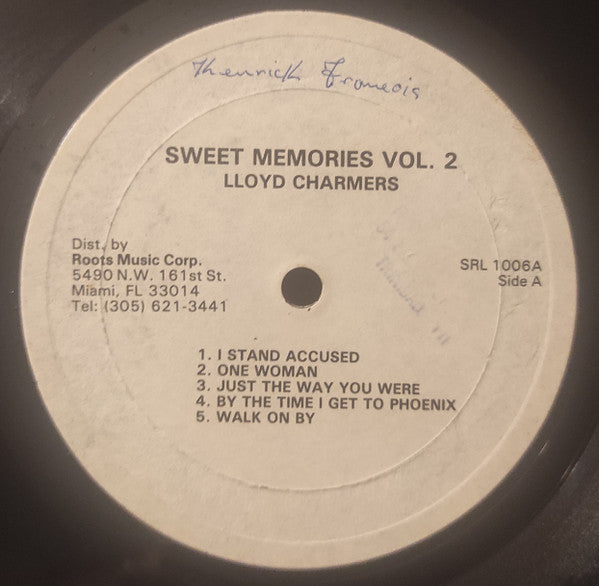 Francois
SWEET MEMORIES VOL. 2
LLOYD CHARMERS
Dist. by
Roots Music Corp.
5490 N.W. 161st St.
Miami, FL 33014
Tel: (305) 621-3441
SRL 1006A
Side A
1. I STAND ACCUSED
2. ONE WOMAN
3. JUST THE WAY YOU WERE
4. BY THE TIME I GET TO PHOENIX
5. WALK ON BY